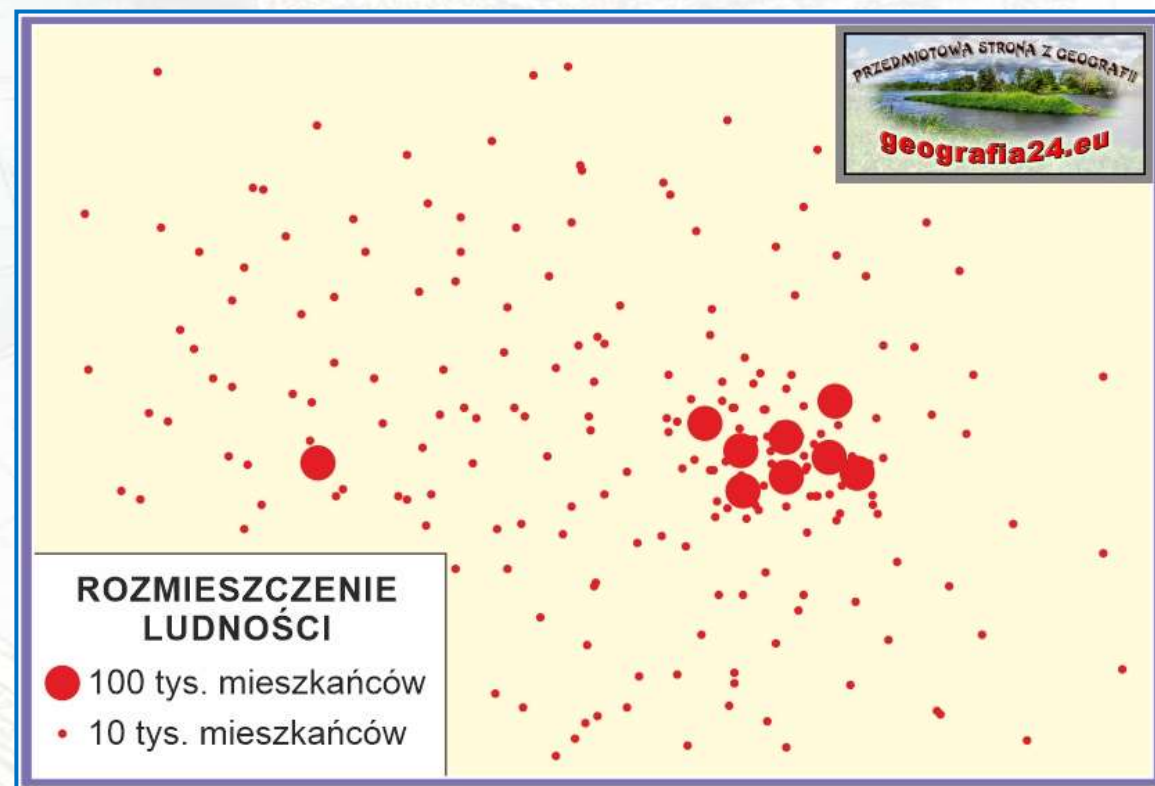 PRZEDMIOTOWA STRONA Z GEOGRAFII
geografia24.eu
ROZMIESZCZENIE
LUDNOŚCI
100 tys. mieszkańców
10 tys. mieszkańców